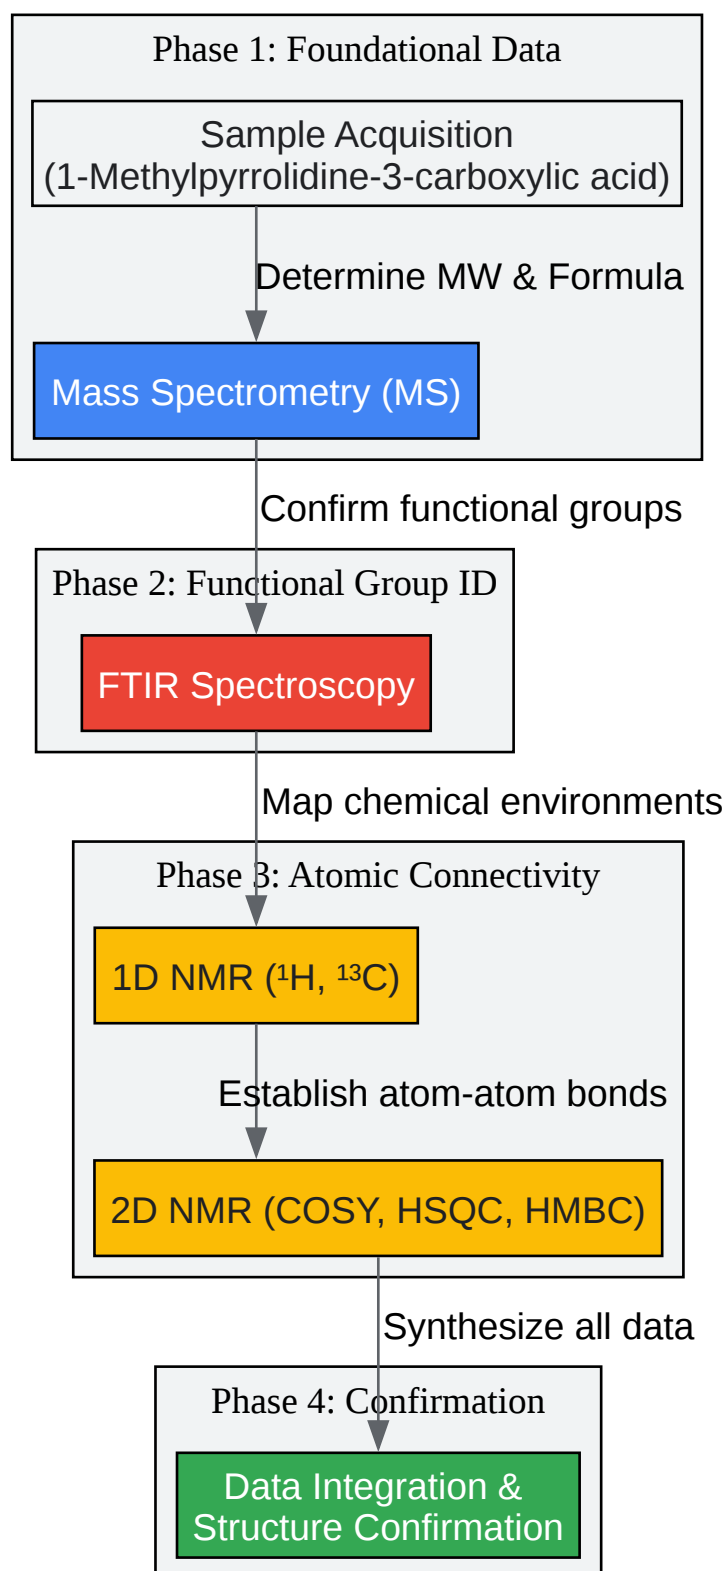 Phase 1: Foundational Data
Sample Acquisition
(1-Methylpyrrolidine-3-carboxylic acid)
Determine MW & Formula
Mass Spectrometry (MS)
Confirm functional groups
Phase 2: Functional Group ID
FTIR Spectroscopy
Map chemical environments
Phase 3: Atomic Connectivity
1D NMR (¹H, ¹³C)
Establish atom-atom bonds
2D NMR (COSY, HSQC, HMBC)
Synthesize all data
Phase 4: Confirmation
Data Integration &
Structure Confirmation